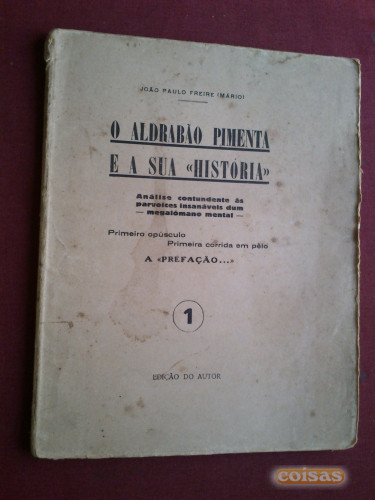 JOÃO PAULO FREIRE (MÁRIO)
O ALDRABÃO PIMENTA
E A SUA «HISTÓRIA»
Análise contundente ás
parvoíces insanáveis dum
— megalómano mental —
Primeiro opúsculo
Primeira corrida em pêlo
A «PREFAÇÃO...»
1
EDIÇÃO DO AUTOR
coisas